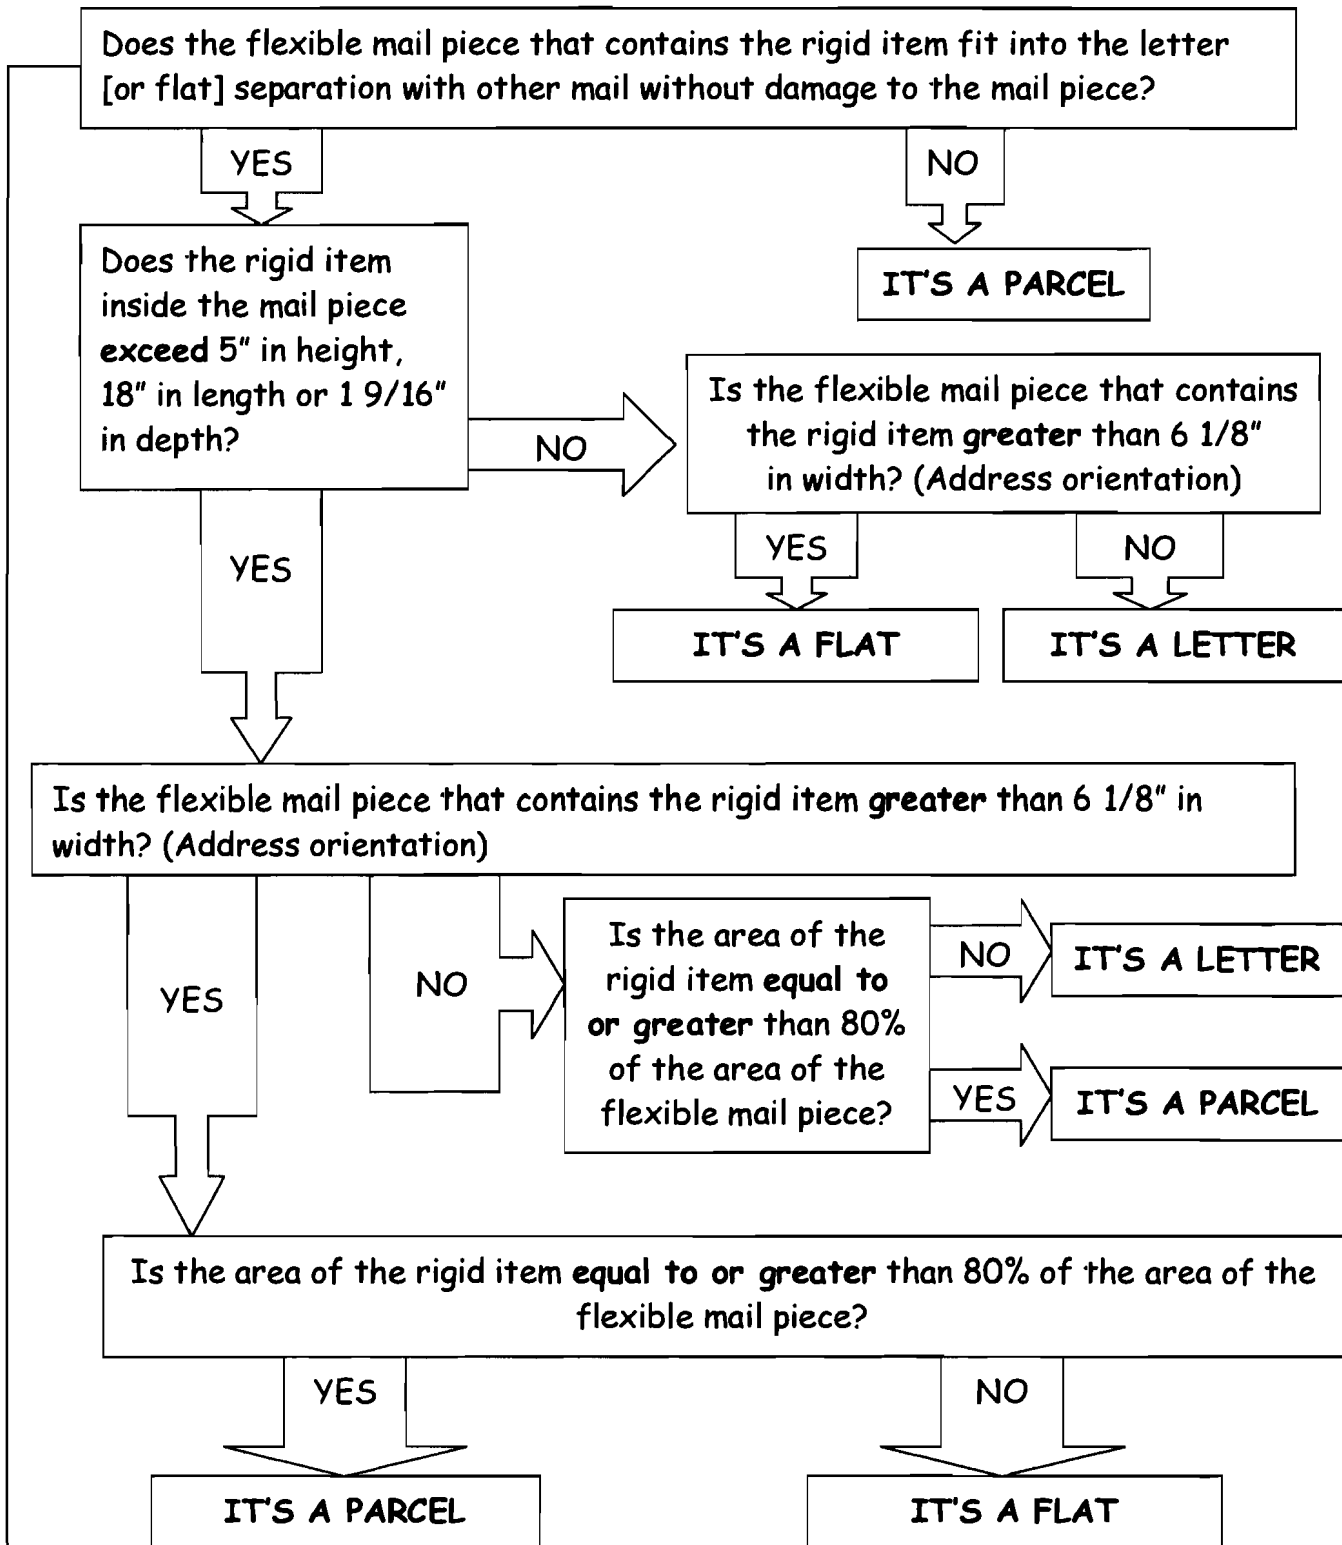 Does the flexible mail piece that contains the rigid item fit into the letter
[or flat] separation with other mail without damage to the mail piece?
YES
NO
Does the rigid item
inside the mail piece
exceed 5" in height,
18" in length or 1 9/16"
in depth?
IT'S A PARCEL
NO
Is the flexible mail piece that contains
the rigid item greater than 6 1/8"
in width? (Address orientation)
YES
YES
NO
IT'S A FLAT
IT'S A LETTER
Is the flexible mail piece that contains the rigid item greater than 6 1/8" in
width? (Address orientation)
YES
NO
Is the area of the
rigid item equal to
or greater than 80%
of the area of the
flexible mail piece?
NO
IT'S A LETTER
YES
IT'S A PARCEL
Is the area of the rigid item equal to or greater than 80% of the area of the
flexible mail piece?
YES
NO
IT'S A PARCEL
IT'S A FLAT